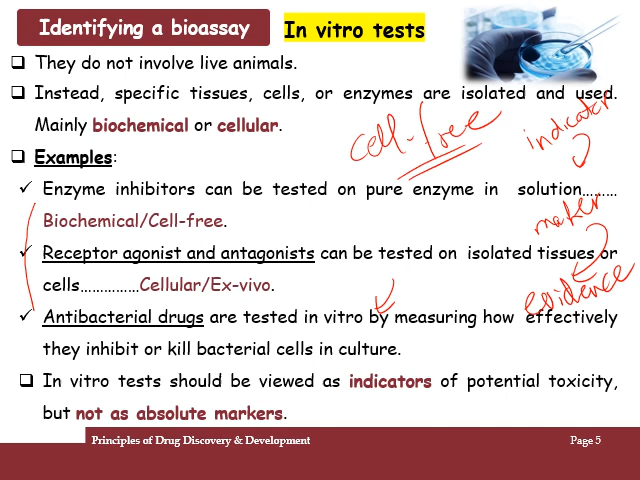 Identifying a bioassay
In vitro tests
❑ They do not involve live animals.
❑ Instead, specific tissues, cells, or enzymes are isolated and used.
Mainly biochemical or cellular.
cell-free
indicator
❑ Examples:
✓ Enzyme inhibitors can be tested on pure enzyme in solution………
Biochemical/Cell-free.
maker
✓ Receptor agonist and antagonists can be tested on isolated tissues or
cells……………Cellular/Ex-vivo.
evidence
✓ Antibacterial drugs are tested in vitro by measuring how effectively
they inhibit or kill bacterial cells in culture.
❑ In vitro tests should be viewed as indicators of potential toxicity,
but not as absolute markers.
Principles of Drug Discovery & Development
Page 5